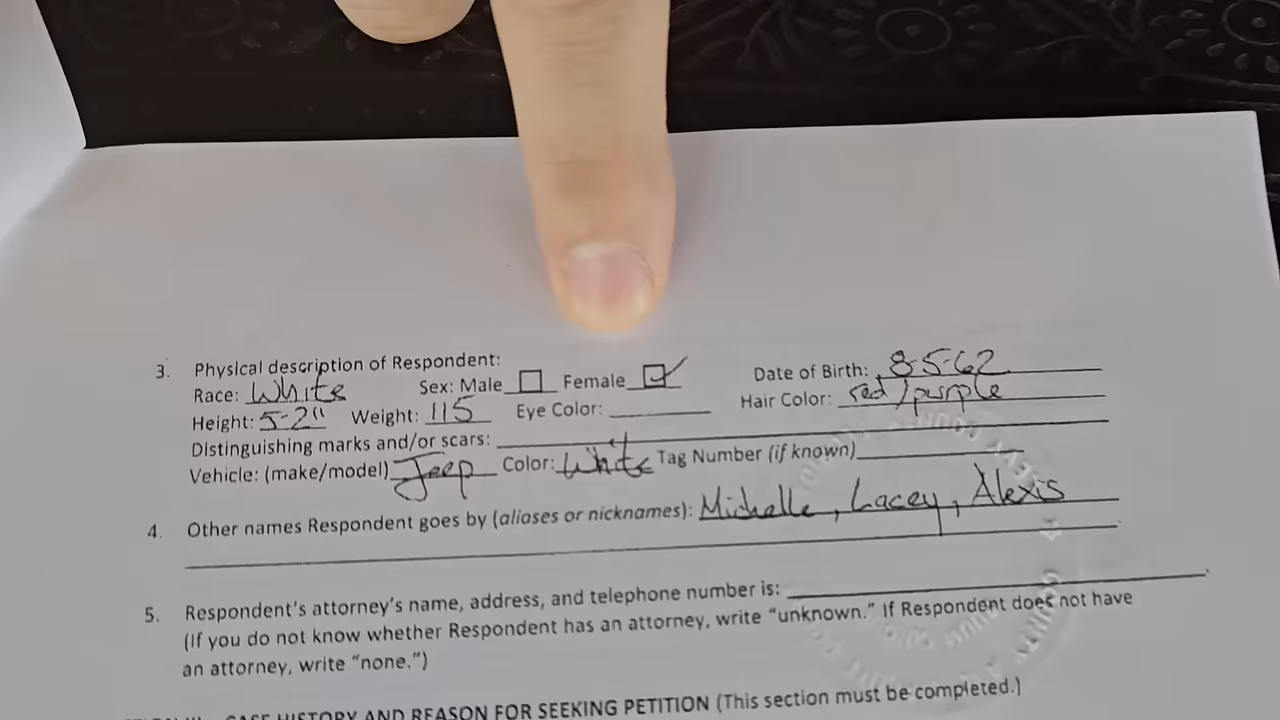 3. Physical description of Respondent:
Race: White Sex: Male Female Date of Birth: 8-5-62
Height: 5-2" Weight: 115 Eye Color: Hair Color: red/purple
Distinguishing marks and/or scars:
Vehicle: (make/model) Jeep Color: White Tag Number (if known)
4. Other names Respondent goes by (aliases or nicknames): Michelle, Lacey, Alexis
5. Respondent's attorney's name, address, and telephone number is:
(If you do not know whether Respondent has an attorney, write "unknown." If Respondent does not have
an attorney, write "none.")
CASE HISTORY AND REASON FOR SEEKING PETITION (This section must be completed.)